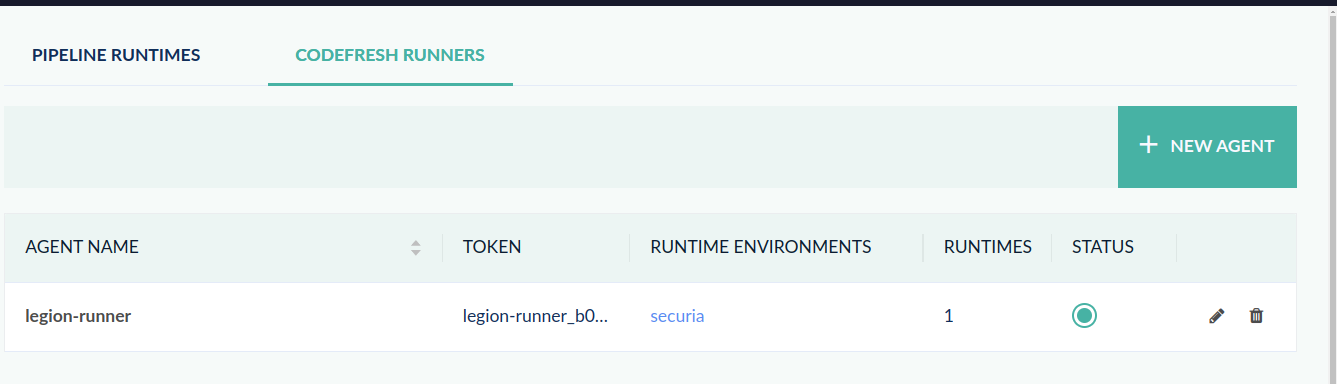 PIPELINE RUNTIMES CODEFRESH RUNNERS
+ NEW AGENT
AGENT NAME TOKEN RUNTIME ENVIRONMENTS RUNTIMES STATUS
legion-runner legion-runner_b0... securia 1